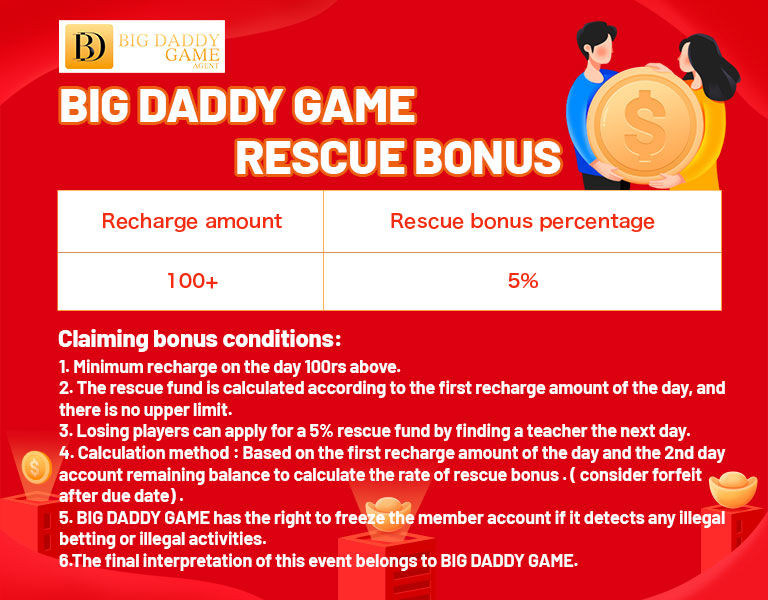 BD BIG DADDY
GAME
AGENT
BIG DADDY GAME
RESCUE BONUS
Recharge amount Rescue bonus percentage
100+ 5%
Claiming bonus conditions:
1. Minimum recharge on the day 100rs above.
2. The rescue fund is calculated according to the first recharge amount of the day, and
there is no upper limit.
3. Losing players can apply for a 5% rescue fund by finding a teacher the next day.
4. Calculation method : Based on the first recharge amount of the day and the 2nd day
account remaining balance to calculate the rate of rescue bonus . ( consider forfeit
after due date) .
5. BIG DADDY GAME has the right to freeze the member account if it detects any illegal
betting or illegal activities.
6.The final interpretation of this event belongs to BIG DADDY GAME.